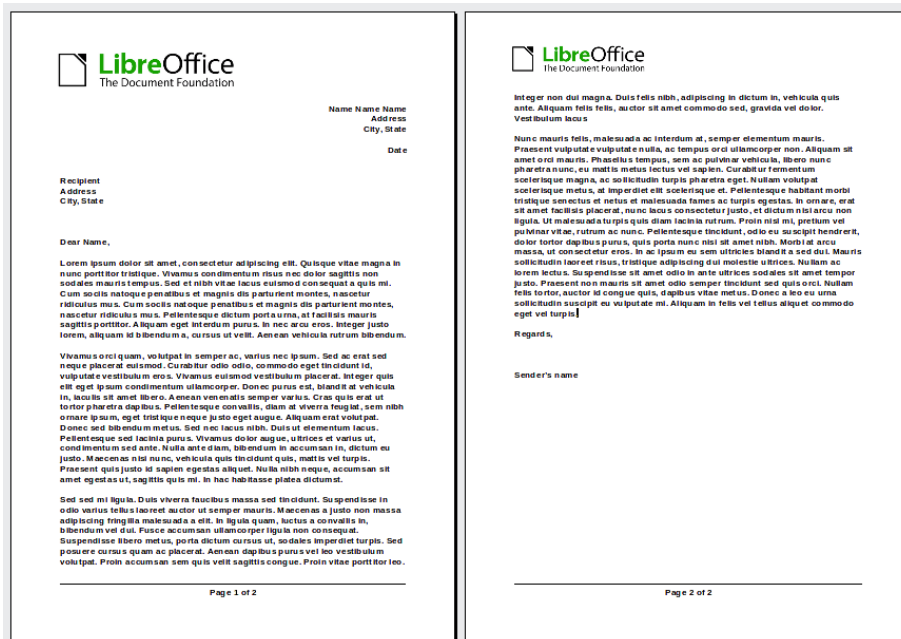 LibreOffice
The Document Foundation
Name Name Name
Address
City, State
Date
Recipient
Address
City, State
Dear Name,
Lorem ipsum dolor sit amet, consectetur adipiscing elit. Quisque vitae magna in
nunc porttitor tristique. Vivamus condimentum risus nec dolor sagittis non
sodales mauris tempus. Sed et nibh vitae lacus euismod consequat a quis mi.
Cum sociis natoque penatibus et magnis dis parturient montes, nascetur
ridiculus mus. Cum sociis natoque penatibus et magnis dis parturient montes,
nascetur ridiculus mus. Pellentesque dictum porta urna, at facilisis mauris
sagittis porttitor. Aliquam eget interdum purus. In nec arcu eros. Integer justo
lorem, aliquam id bibendum a, cursus ut velit. Aenean vehicula rutrum bibendum.
Vivamus orci quam, volutpat in semper ac, varius nec ipsum. Sed ac erat sed
neque placerat euismod. Curabitur odio odio, commodo eget tincidunt id,
vulputate vestibulum eros. Vivamus euismod vestibulum placerat. Integer quis
elit eget ipsum condimentum ullamcorper. Donec purus est, blandit at vehicula
in, iaculis sit amet libero. Aenean venenatis semper varius. Cras quis erat ut
tortor pharetra dapibus. Pellentesque convallis, diam at viverra feugiat, sem nibh
ornare ipsum, eget tristique neque justo eget augue. Aliquam erat volutpat.
Donec sed bibendum metus. Sed nec lacus nibh. Duis ut elementum lacus.
Pellentesque sed lacinia purus. Vivamus dolor augue, ultrices et varius ut,
condimentum sed ante. Nulla ante diam, bibendum in accumsan in, dictum eu
justo. Maecenas nisi nunc, vehicula quis tincidunt quis, mattis vel turpis.
Praesent quis justo id sapien egestas aliquet. Nulla nibh neque, accumsan sit
amet egestas ut, sagittis quis mi. In hac habitasse platea dictumst.
Sed sed mi ligula. Duis viverra faucibus massa sed tincidunt. Suspendisse in
odio varius tellus laoreet auctor ut semper mauris. Maecenas a justo non massa
adipiscing fringilla malesuada a elit. In ligula quam, luctus a convallis in,
bibendum vel dui. Fusce accumsan ullamcorper ligula non consequat.
Suspendisse libero metus, porta dictum cursus ut, sodales imperdiet turpis. Sed
posuere cursus quam ac placerat. Aenean dapibus purus vel leo vestibulum
volutpat. Proin accumsan sem quis velit sagittis congue. Proin vitae porttitor leo.
Page 1 of 2
LibreOffice
The Document Foundation
Integer non dui magna. Duis felis nibh, adipiscing in dictum in, vehicula quis
ante. Aliquam felis felis, auctor sit amet commodo sed, gravida vel dolor.
Vestibulum lacus
Nunc mauris felis, malesuada ac interdum at, semper elementum mauris.
Praesent vulputate vulputate nulla, ac tempus orci ullamcorper non. Aliquam sit
amet orci mauris. Phasellus tempus, sem ac pulvinar vehicula, libero nunc
pharetra nunc, eu mattis metus lectus vel sapien. Curabitur fermentum
scelerisque magna, ac sollicitudin turpis pharetra eget. Nullam volutpat
scelerisque metus, at imperdiet elit scelerisque et. Pellentesque habitant morbi
tristique senectus et netus et malesuada fames ac turpis egestas. In ornare, erat
sit amet facilisis placerat, nunc lacus consectetur justo, et dictum nisi arcu non
ligula. Ut malesuada turpis quis diam lacinia rutrum. Proin nisl mi, pretium vel
pulvinar vitae, rutrum ac nunc. Pellentesque tincidunt, odio eu suscipit hendrerit,
dolor tortor dapibus purus, quis porta nunc nisi sit amet nibh. Morbi at arcu
massa, ut consectetur eros. In ac ipsum eu sem ultricies blandit a sed dui. Mauris
sollicitudin laoreet risus, tristique adipiscing dui molestie ultrices. Nullam ac
lorem lectus. Suspendisse sit amet odio in ante ultrices sodales sit amet tempor
justo. Praesent non mauris sit amet odio semper tincidunt sed quis orci. Nullam
felis tortor, auctor id congue quis, dapibus vitae metus. Donec a leo eu urna
sollicitudin suscipit eu vulputate mi. Aliquam in felis vel tellus aliquet commodo
eget vel turpis.
Regards,
Sender's name
Page 2 of 2